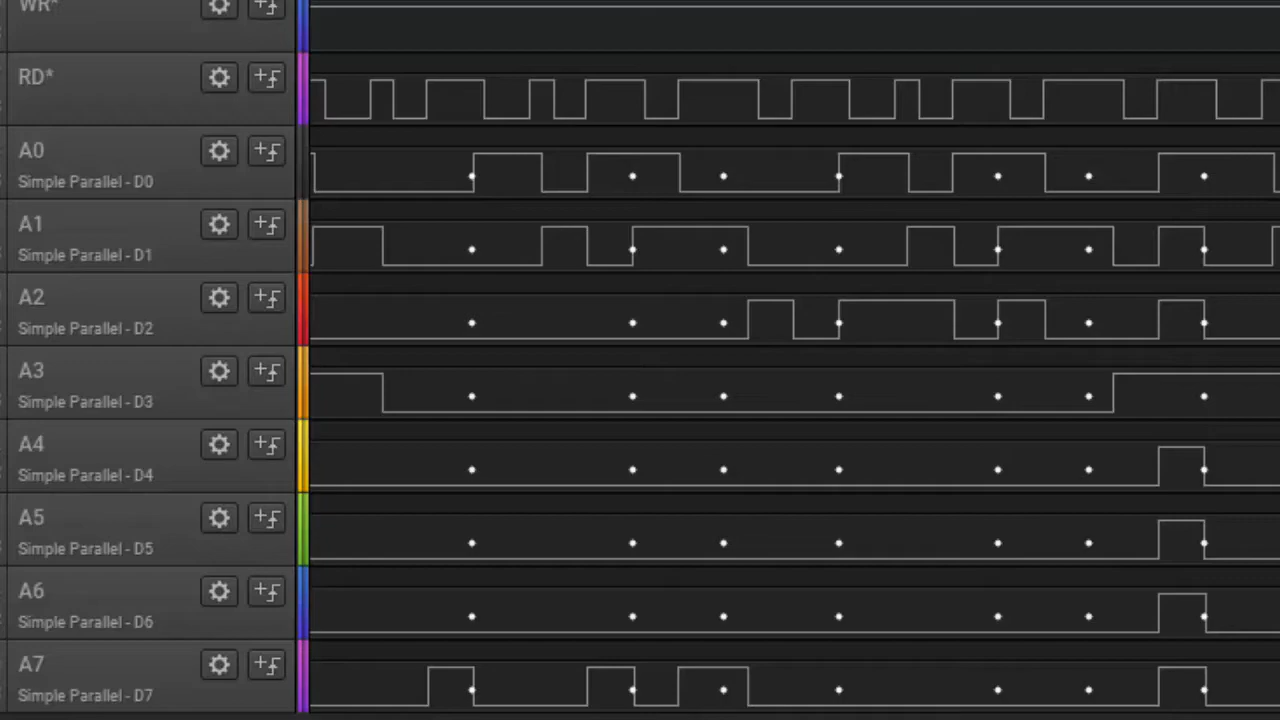 WR*
RD*
A0
Simple Parallel - D0
A1
Simple Parallel - D1
A2
Simple Parallel - D2
A3
Simple Parallel - D3
A4
Simple Parallel - D4
A5
Simple Parallel - D5
A6
Simple Parallel - D6
A7
Simple Parallel - D7